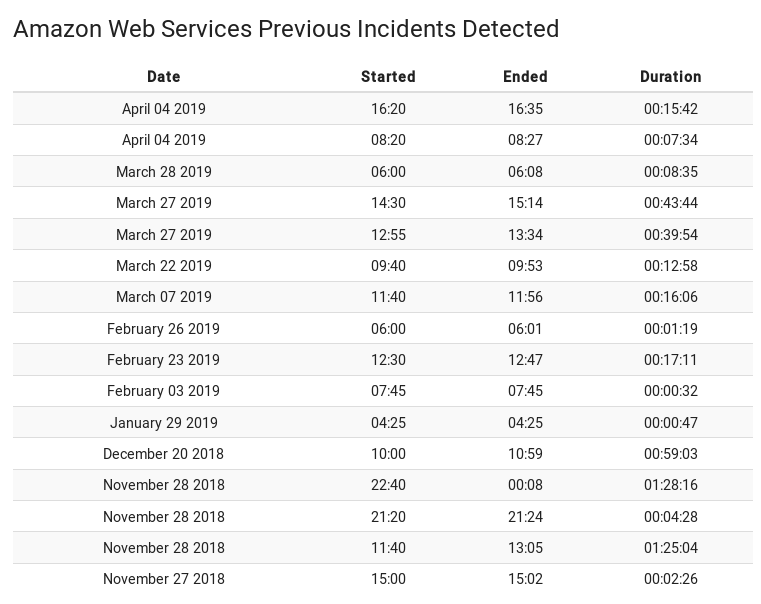 Amazon Web Services Previous Incidents Detected
Date Started Ended Duration
April 04 2019 16:20 16:35 00:15:42
April 04 2019 08:20 08:27 00:07:34
March 28 2019 06:00 06:08 00:08:35
March 27 2019 14:30 15:14 00:43:44
March 27 2019 12:55 13:34 00:39:54
March 22 2019 09:40 09:53 00:12:58
March 07 2019 11:40 11:56 00:16:06
February 26 2019 06:00 06:01 00:01:19
February 23 2019 12:30 12:47 00:17:11
February 03 2019 07:45 07:45 00:00:32
January 29 2019 04:25 04:25 00:00:47
December 20 2018 10:00 10:59 00:59:03
November 28 2018 22:40 00:08 01:28:16
November 28 2018 21:20 21:24 00:04:28
November 28 2018 11:40 13:05 01:25:04
November 27 2018 15:00 15:02 00:02:26